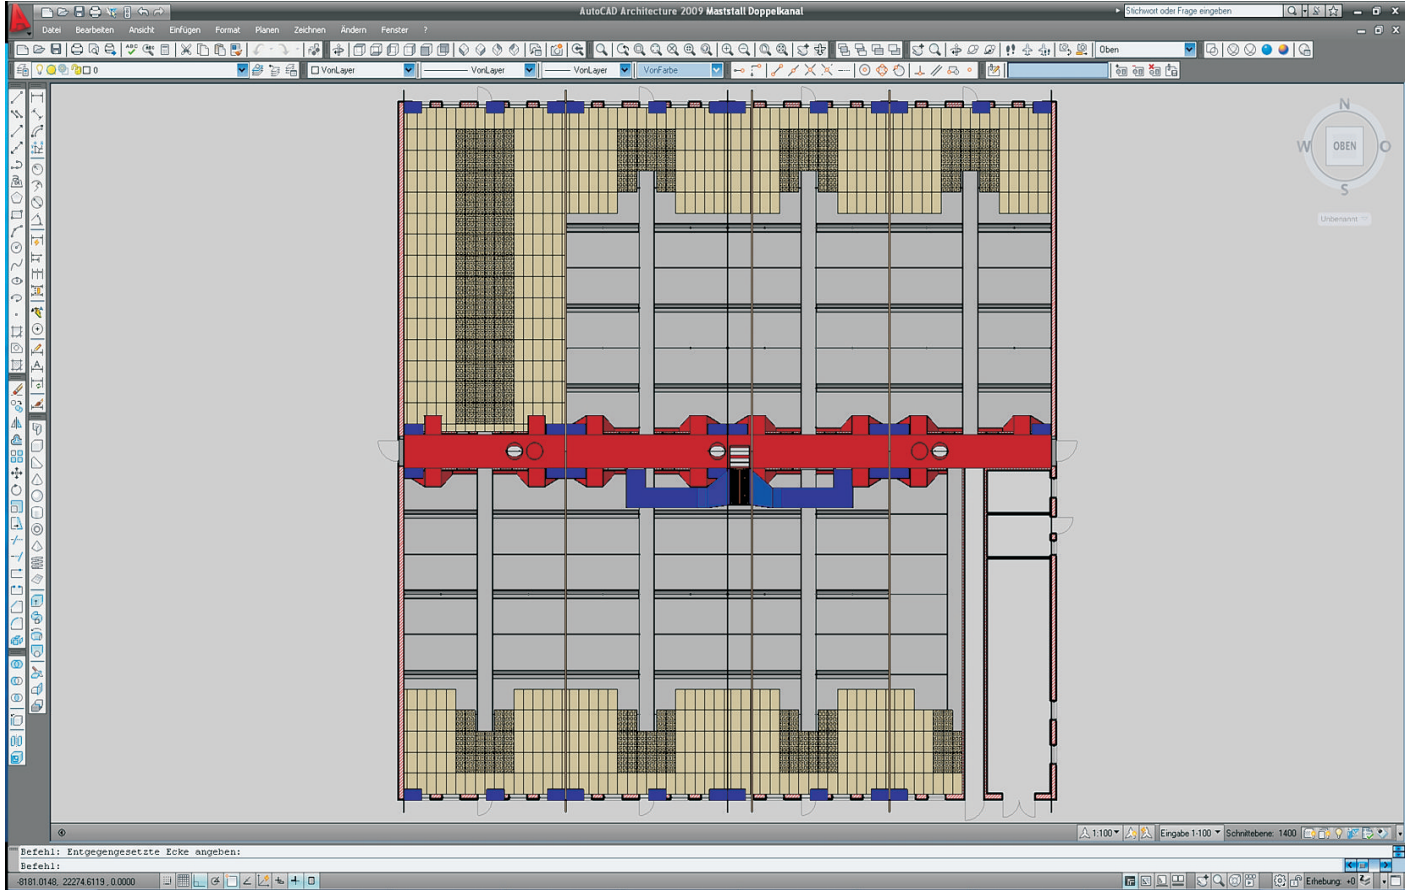 AutoCAD Architecture 2009 Maststall Doppelkanal
Stichwort oder Frage eingeben
Datei Bearbeiten Ansicht Einfügen Format Planen Zeichnen Ändern Fenster ?
Oben
0 VonLayer VonLayer VonLayer VonFarbe
N
W OBEN O
S
Unbenannt
1:100 Eingabe 1-100 Schnittebene: 1400
Befehl: Entgegengesetzte Ecke angeben:
Befehl:
-8181.0148, 22274.6119, 0.0000 Erhebung: +0